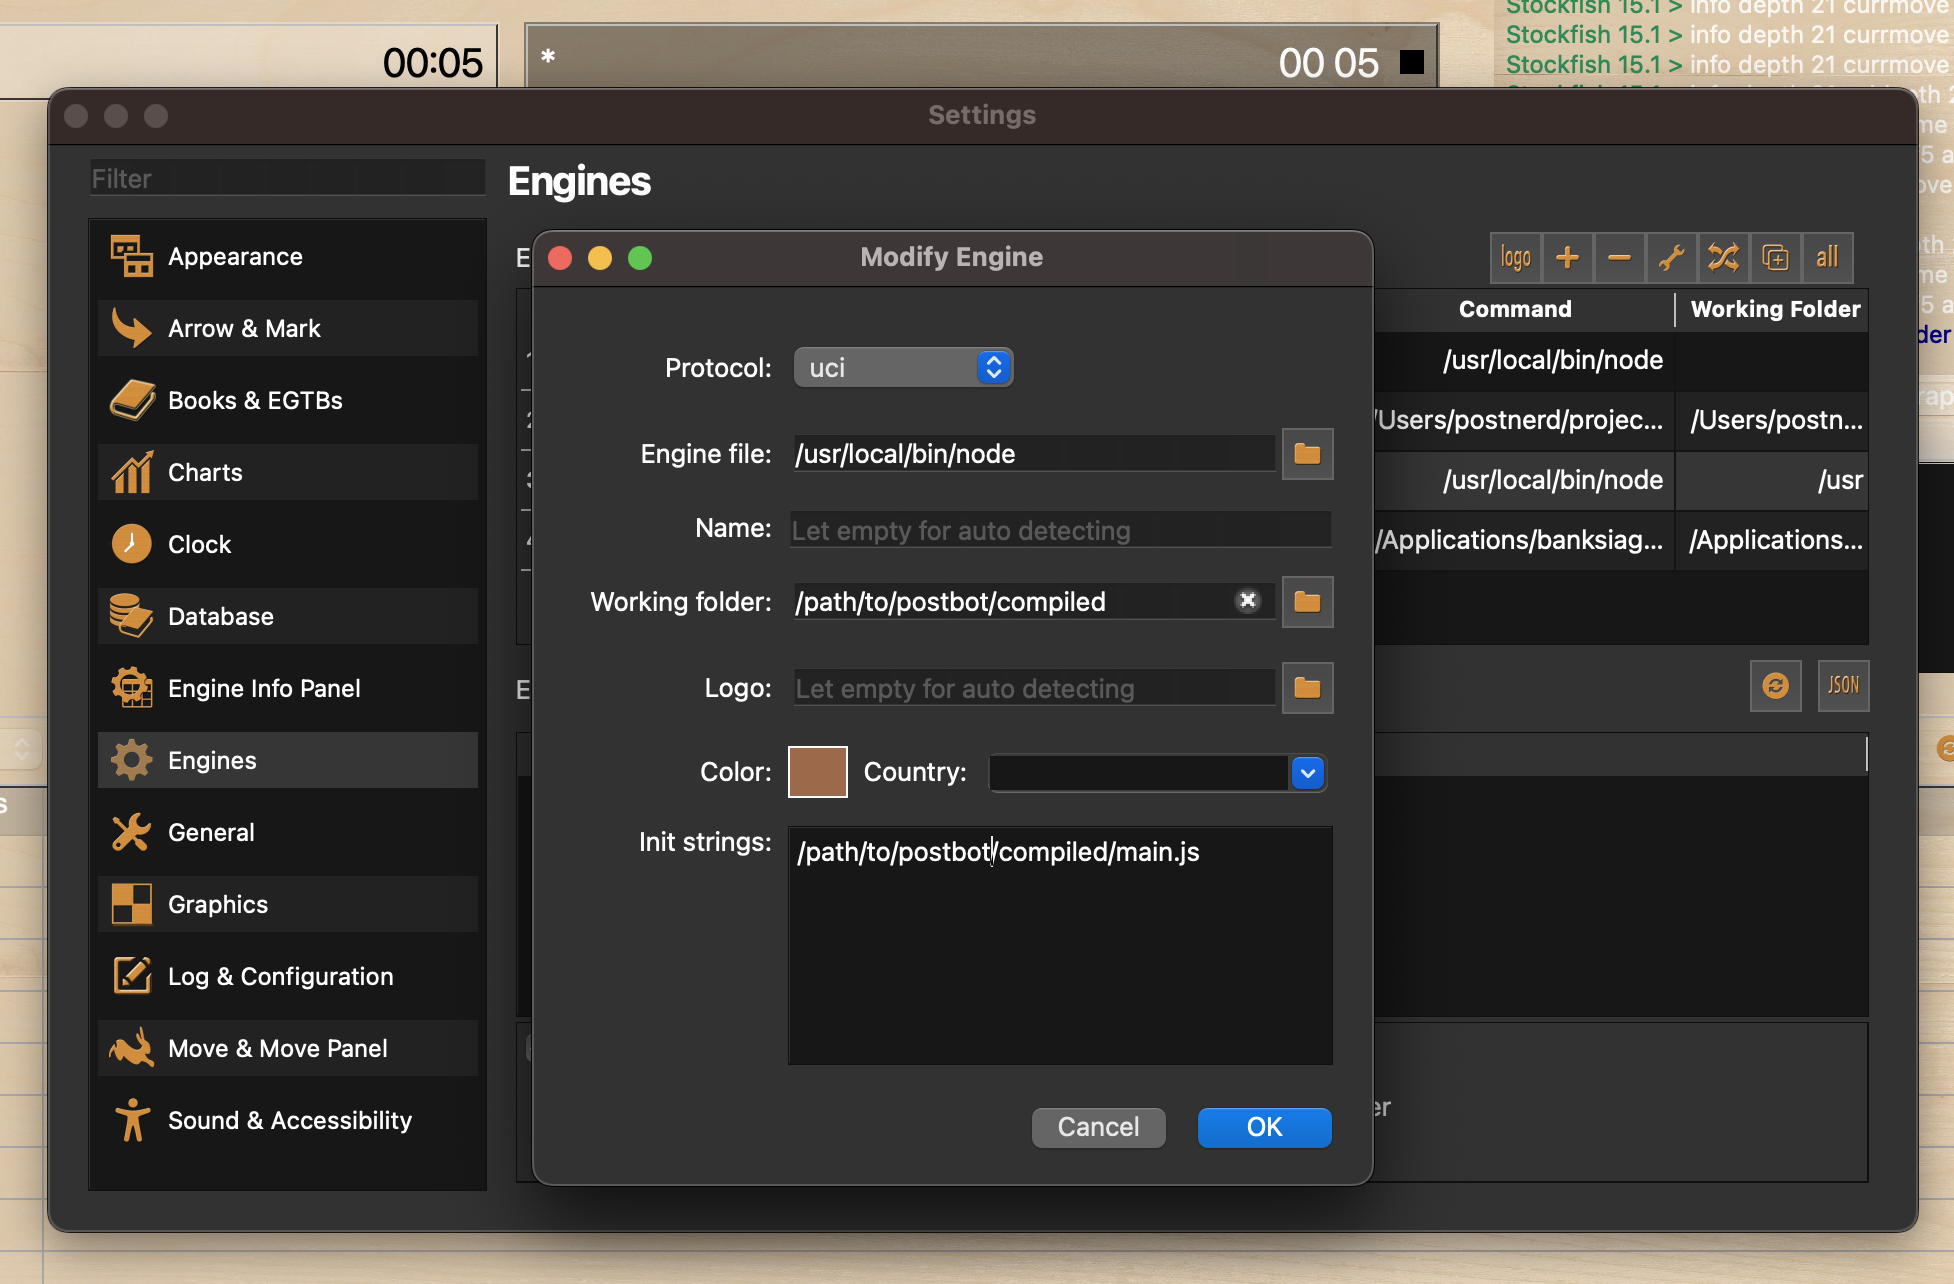 00:05
*
00 05
Stockfish 15.1 > info depth 21 currmove
Stockfish 15.1 > info depth 21 currmove
Stockfish 15.1 > info depth 21 currmove
Settings
Filter
Appearance
Arrow & Mark
Books & EGTBs
Charts
Clock
Database
Engine Info Panel
Engines
General
Graphics
Log & Configuration
Move & Move Panel
Sound & Accessibility
Engines
logo
all
Command
Working Folder
/usr/local/bin/node
/Users/postnerd/projec...
/Users/postn...
/usr/local/bin/node
/usr
/Applications/banksiag...
/Applications...
JSON
Modify Engine
Protocol: uci
Engine file: /usr/local/bin/node
Name: Let empty for auto detecting
Working folder: /path/to/postbot/compiled
Logo: Let empty for auto detecting
Color:
Country:
Init strings: /path/to/postbot/compiled/main.js
Cancel
OK